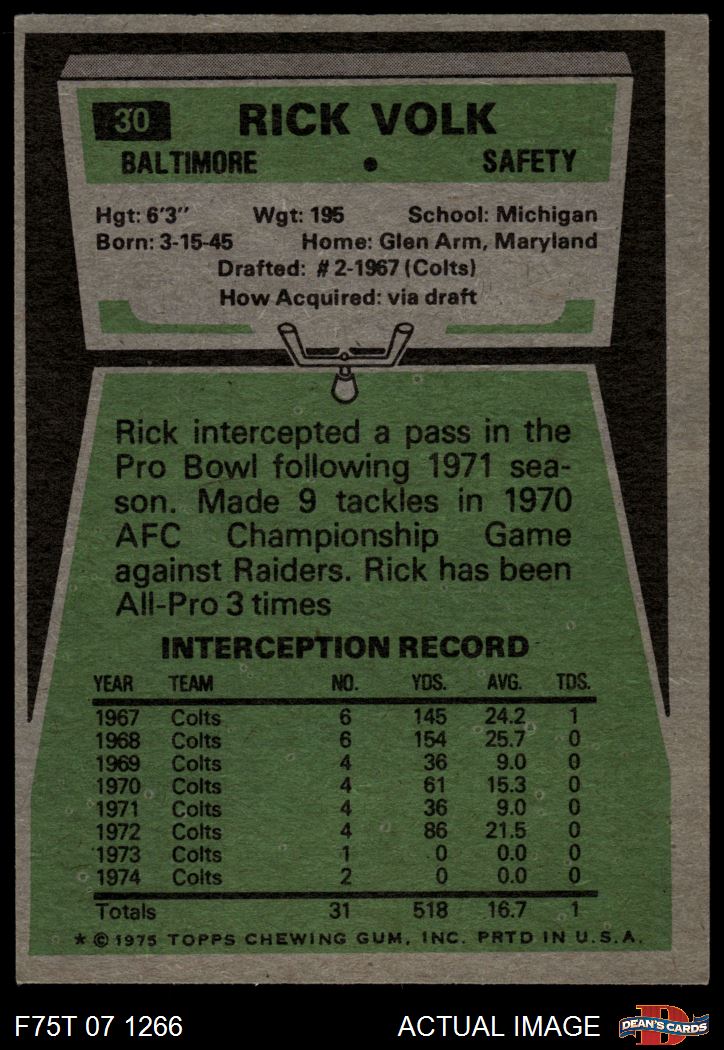 30 RICK VOLK
BALTIMORE • SAFETY
Hgt: 6'3" Wgt: 195 School: Michigan
Born: 3-15-45 Home: Glen Arm, Maryland
Drafted: #2-1967 (Colts)
How Acquired: via draft
Rick intercepted a pass in the
Pro Bowl following 1971 sea-
son. Made 9 tackles in 1970
AFC Championship Game
against Raiders. Rick has been
All-Pro 3 times
INTERCEPTION RECORD
YEAR TEAM NO. YDS. AVG. TDS.
1967 Colts 6 145 24.2 1
1968 Colts 6 154 25.7 0
1969 Colts 4 36 9.0 0
1970 Colts 4 61 15.3 0
1971 Colts 4 36 9.0 0
1972 Colts 4 86 21.5 0
1973 Colts 1 0 0.0 0
1974 Colts 2 0 0.0 0
Totals 31 518 16.7 1
* © 1975 TOPPS CHEWING GUM, INC. PRTD IN U.S.A.
F75T 07 1266 ACTUAL IMAGE D DEAN'S CARDS